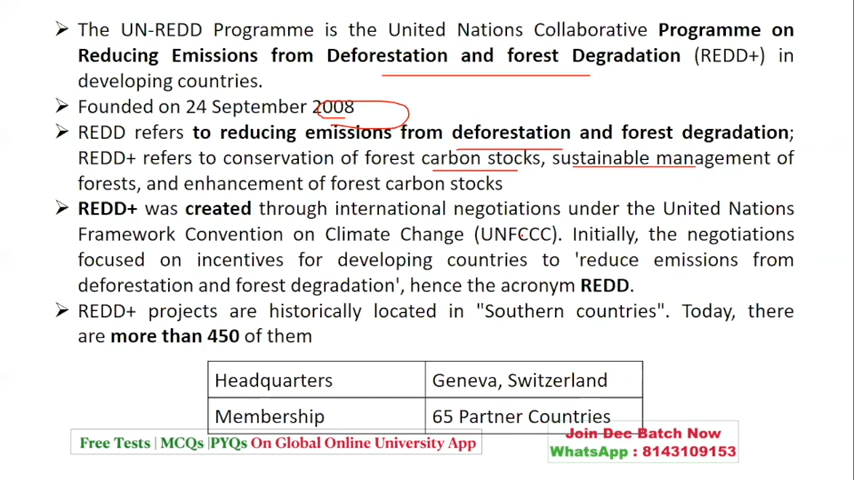 ➢ The UN-REDD Programme is the United Nations Collaborative Programme on
Reducing Emissions from Deforestation and forest Degradation (REDD+) in
developing countries.
➢ Founded on 24 September 2008
➢ REDD refers to reducing emissions from deforestation and forest degradation;
REDD+ refers to conservation of forest carbon stocks, sustainable management of
forests, and enhancement of forest carbon stocks
➢ REDD+ was created through international negotiations under the United Nations
Framework Convention on Climate Change (UNFCCC). Initially, the negotiations
focused on incentives for developing countries to 'reduce emissions from
deforestation and forest degradation', hence the acronym REDD.
➢ REDD+ projects are historically located in "Southern countries". Today, there
are more than 450 of them
Headquarters Geneva, Switzerland
Membership 65 Partner Countries
Free Tests | MCQs |PYQs On Global Online University App
Join Dec Batch Now
WhatsApp : 8143109153